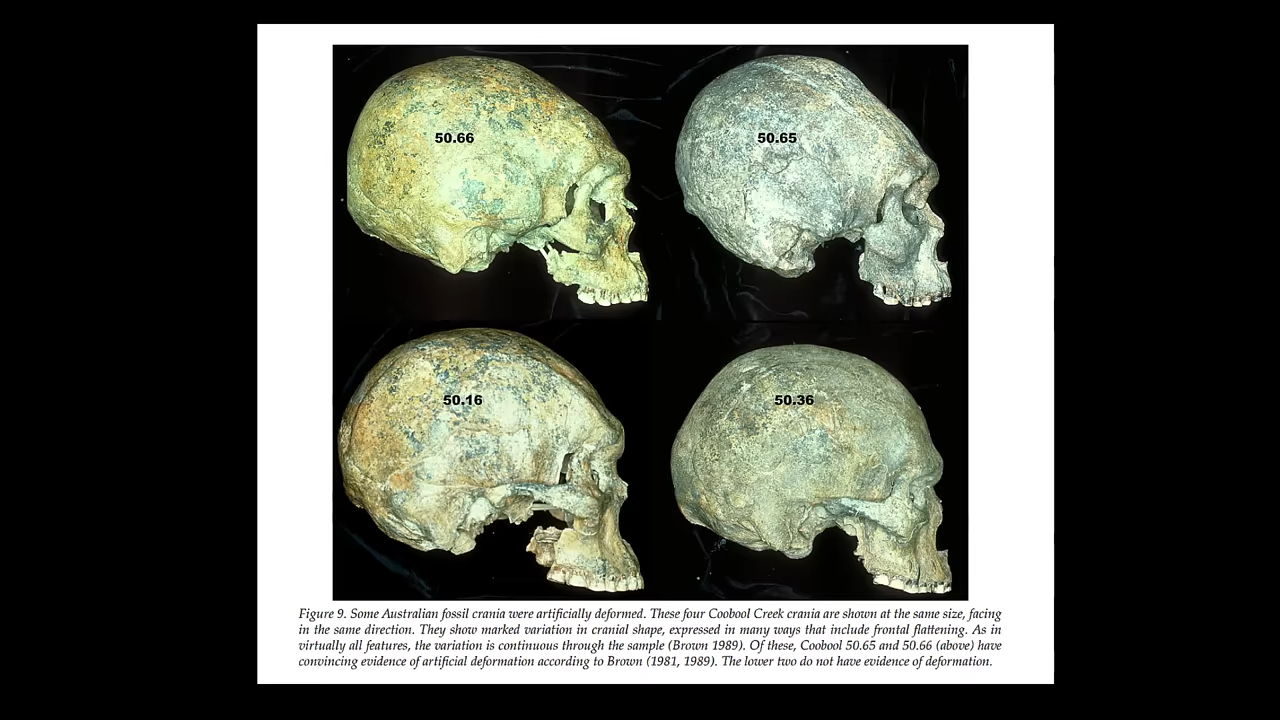 50.66
50.65
50.16
50.36
Figure 9. Some Australian fossil crania were artificially deformed. These four Coobool Creek crania are shown at the same size, facing
in the same direction. They show marked variation in cranial shape, expressed in many ways that include frontal flattening. As in
virtually all features, the variation is continuous through the sample (Brown 1989). Of these, Coobool 50.65 and 50.66 (above) have
convincing evidence of artificial deformation according to Brown (1981, 1989). The lower two do not have evidence of deformation.